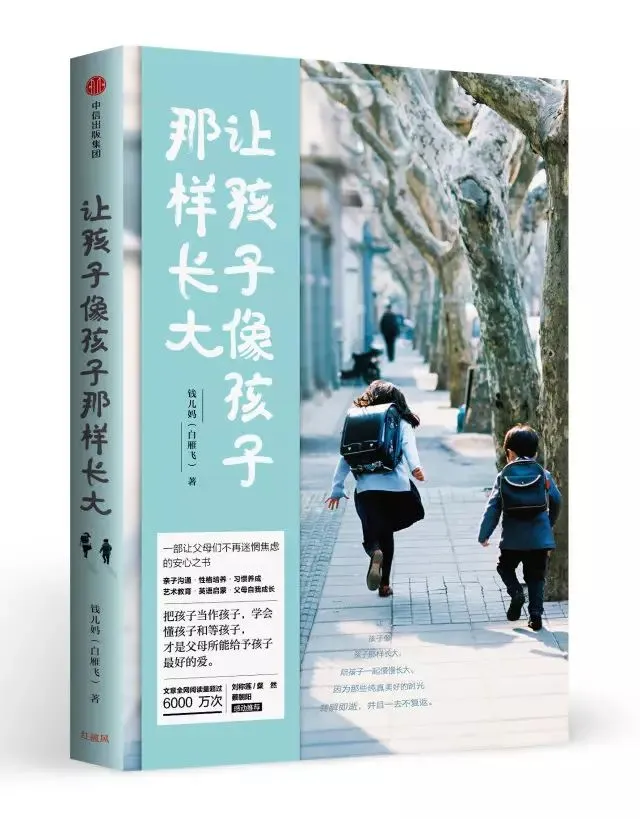 中信出版集团
让孩子像孩子那样长大
钱儿妈（白雁飞） 著
红披风
让孩子像孩子
那样长大
钱儿妈（白雁飞） 著
一部让父母们不再迷惘焦虑
的安心之书
亲子沟通·性格培养·习惯养成
艺术教育·英语启蒙·父母自我成长
把孩子当作孩子，学会
懂孩子和等孩子，
才是父母所能给予孩子
最好的爱。
文章全网阅读量超过
6000 万次
刘称莲 / 粲 然
蔡朝阳
感动推荐
让
孩子像
孩子那样长大，
陪孩子一起慢慢长大。
因为那些纯真美好的时光
转眼即逝，并且一去不复返。